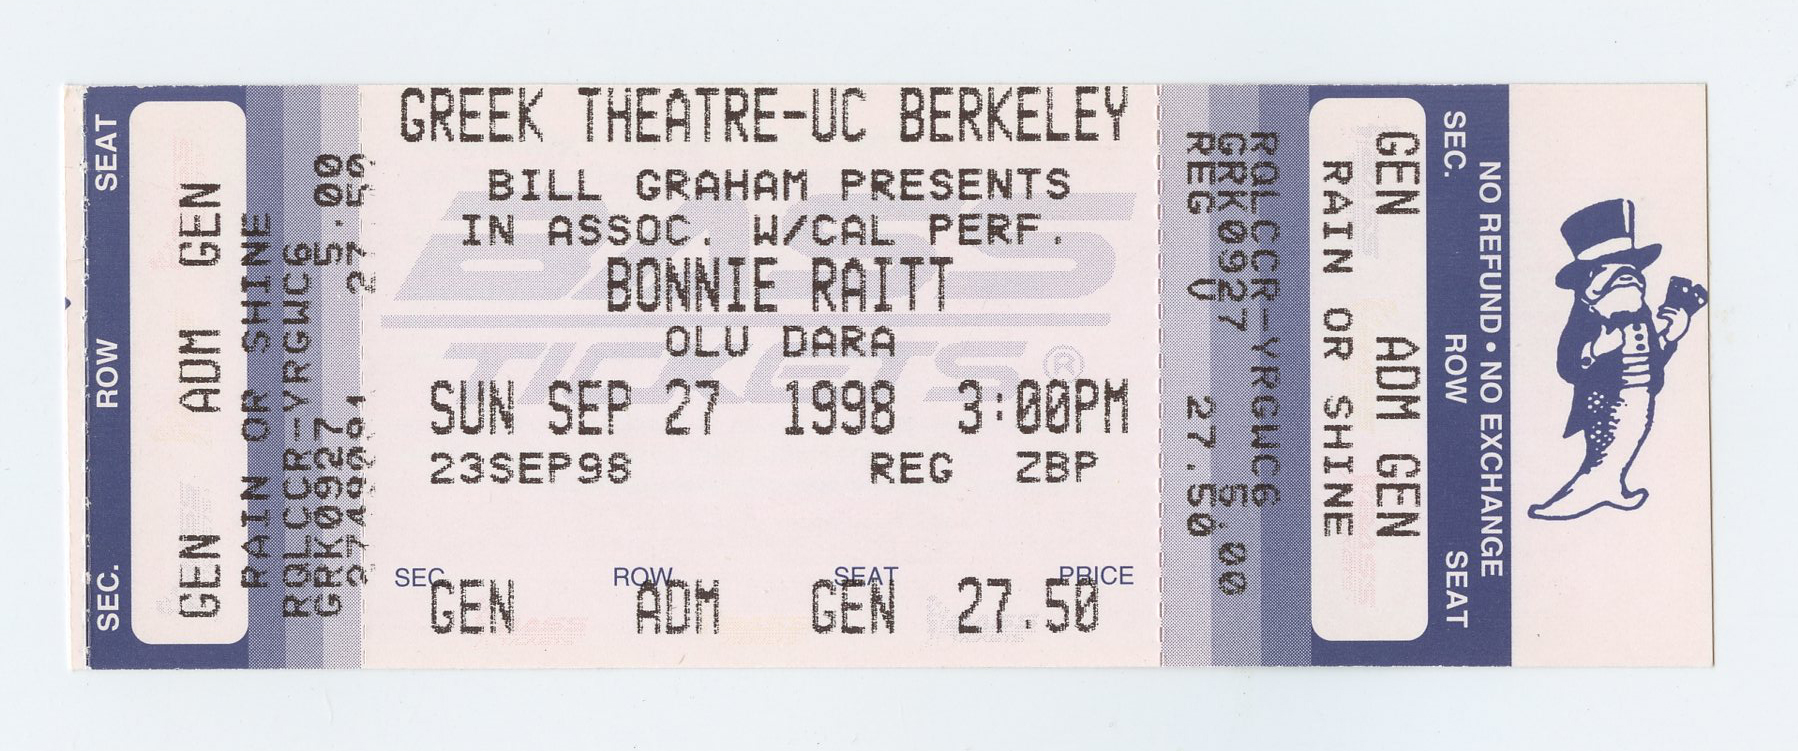 GREEK THEATRE-UC BERKELEY
BILL GRAHAM PRESENTS
IN ASSOC. W/CAL PERF.
BONNIE RAITT
OLU DARA
SUN SEP 27 1998 3:00PM
23SEP98 REG ZBP
SEC. ROW SEAT PRICE
GEN ADM GEN 27.50
BASS
TICKETS®
SEC. ROW SEAT
GEN ADM GEN
RAIN OR SHINE
RQLCCR-YRGWC6
GRK0927 5.00
27.50
RQLCCR-YRGWC6
GRK0927 5.00
REG U 27.50
GEN ADM GEN
RAIN OR SHINE
SEC. ROW SEAT
NO REFUND • NO EXCHANGE